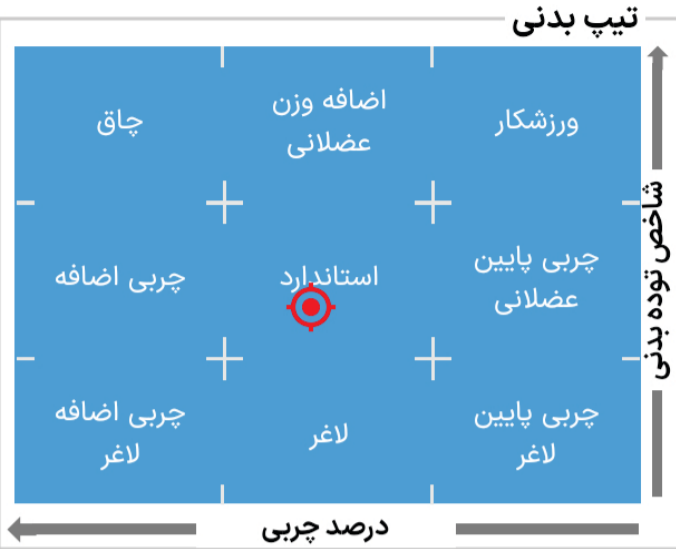 تیپ بدنی
ورزشکار
اضافه وزن
عضلانی
چاق
چربی پایین
عضلانی
استاندارد
چربی اضافه
چربی پایین
لاغر
لاغر
چربی اضافه
لاغر
شاخص توده بدنی
درصد چربی